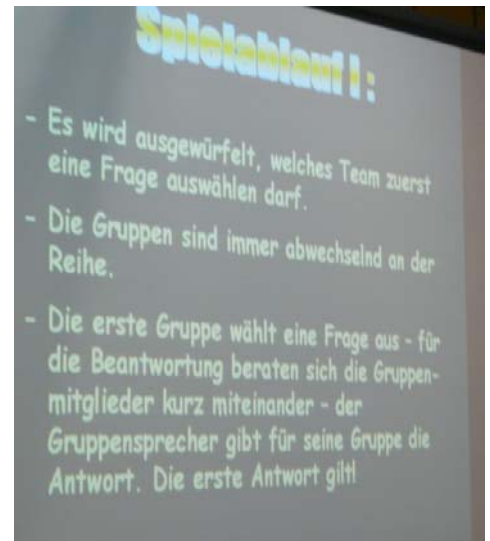 Spielablauf I :
- Es wird ausgewürfelt, welches Team zuerst
eine Frage auswählen darf.
- Die Gruppen sind immer abwechselnd an der
Reihe.
- Die erste Gruppe wählt eine Frage aus - für
die Beantwortung beraten sich die Gruppen-
mitglieder kurz miteinander - der
Gruppensprecher gibt für seine Gruppe die
Antwort. Die erste Antwort gilt!